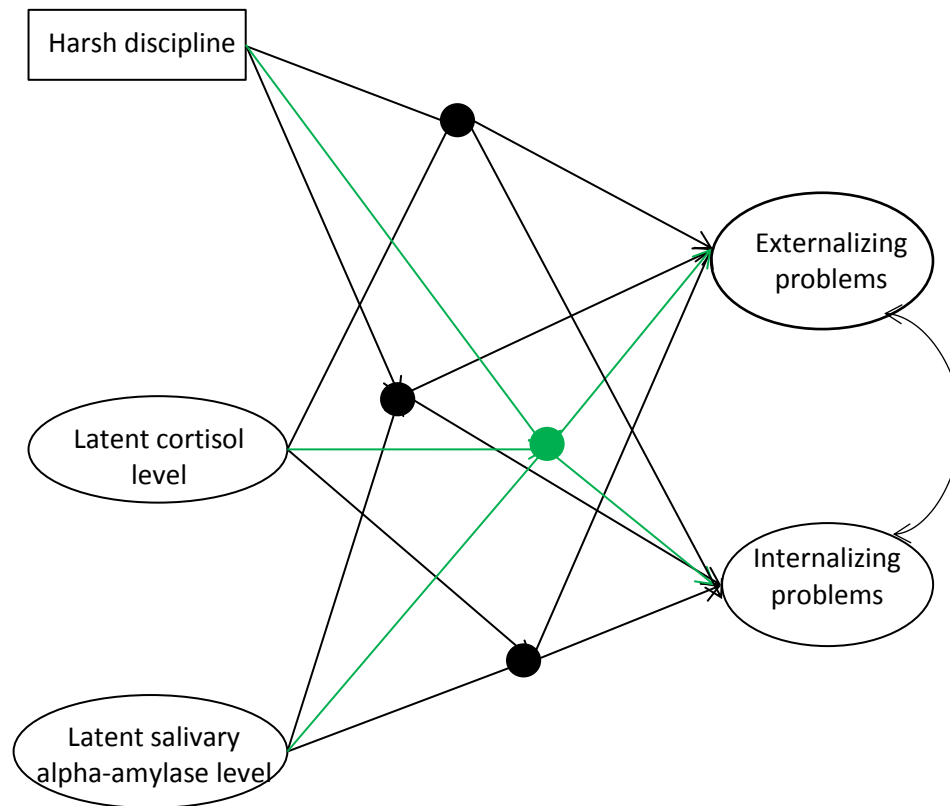 Harsh discipline
Externalizing
problems
Latent cortisol
level
Internalizing
problems
Latent salivary
alpha-amylase level